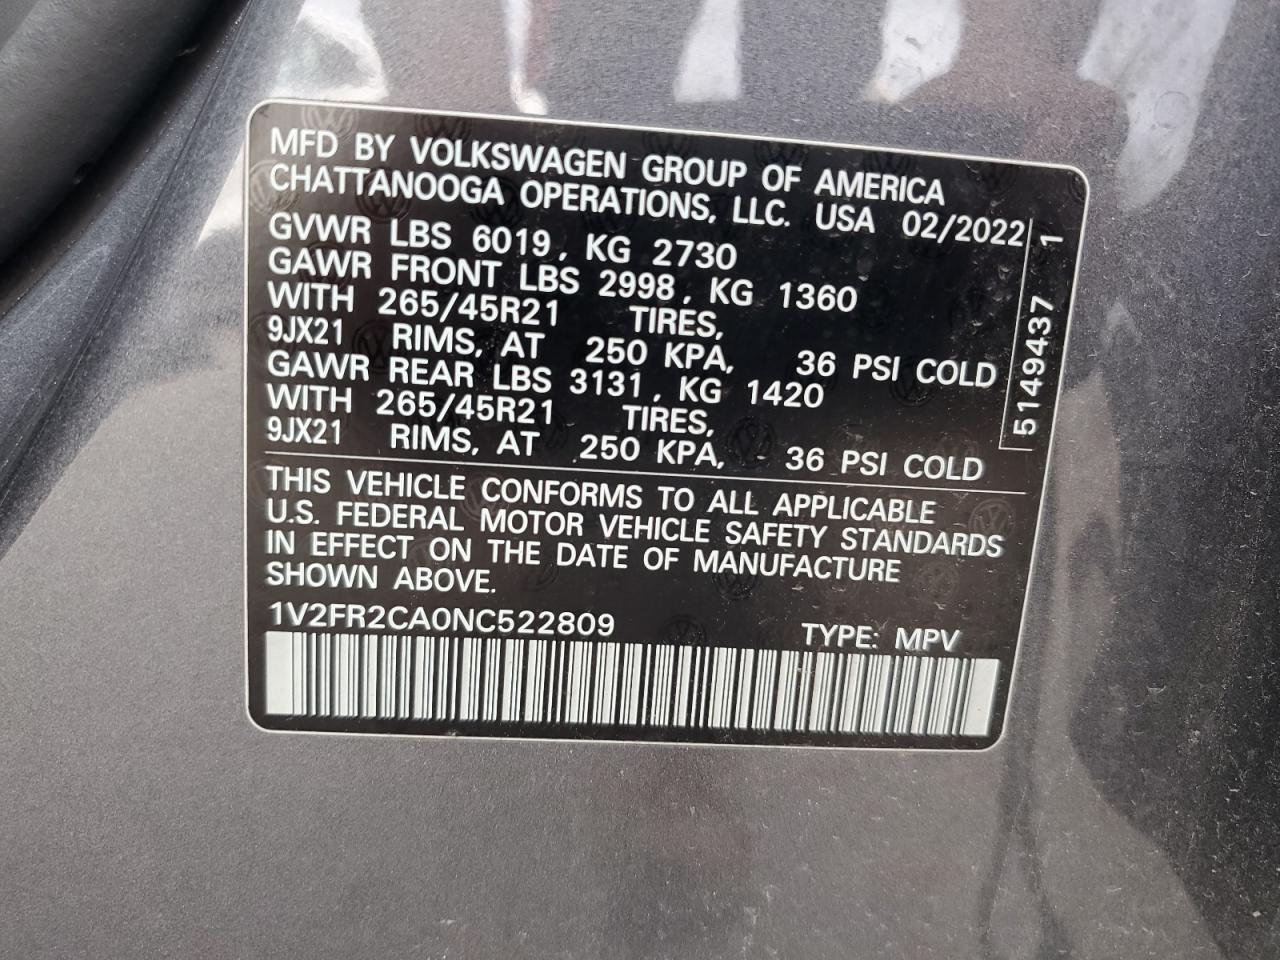 MFD BY VOLKSWAGEN GROUP OF AMERICA
CHATTANOOGA OPERATIONS, LLC. USA 02/2022
GVWR LBS 6019, KG 2730
GAWR FRONT LBS 2998, KG 1360
WITH 265/45R21 TIRES,
9JX21 RIMS, AT 250 KPA, 36 PSI COLD
GAWR REAR LBS 3131, KG 1420
WITH 265/45R21 TIRES,
9JX21 RIMS, AT 250 KPA, 36 PSI COLD
5149437 1
THIS VEHICLE CONFORMS TO ALL APPLICABLE
U.S. FEDERAL MOTOR VEHICLE SAFETY STANDARDS
IN EFFECT ON THE DATE OF MANUFACTURE
SHOWN ABOVE.
1V2FR2CA0NC522809 TYPE: MPV